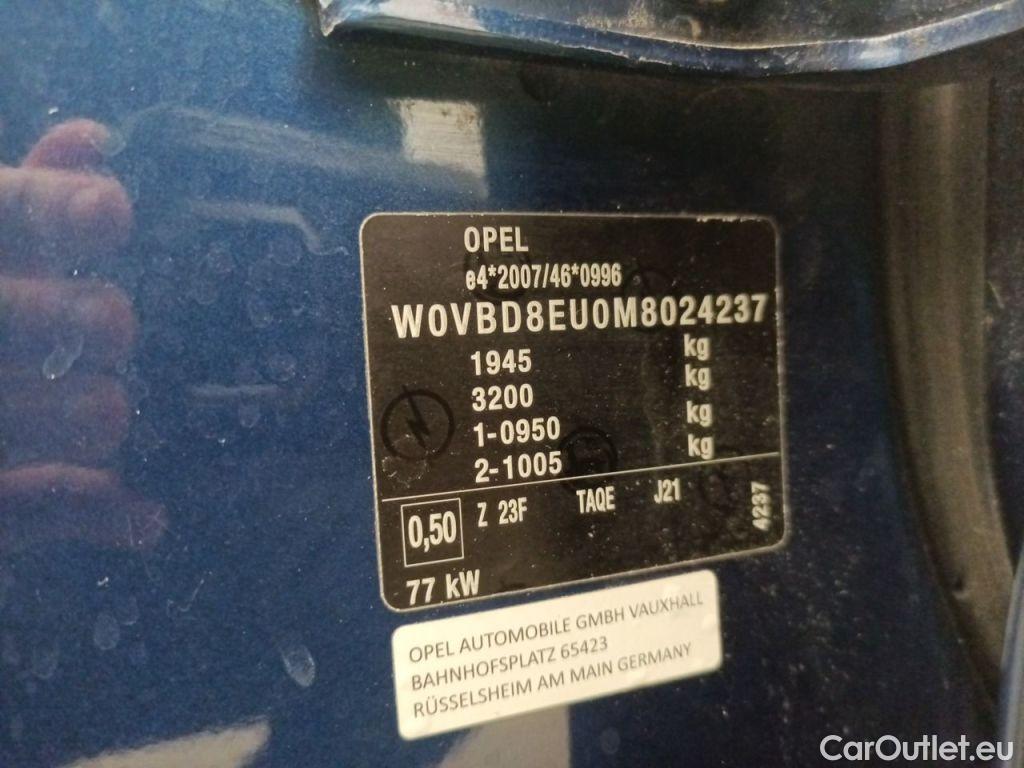 OPEL
e4*2007/46*0996
W0VBD8EU0M8024237
1945 kg
3200 kg
1-0950 kg
2-1005 kg
0,50 Z 23F TAQE J21
4237
77 kW
OPEL AUTOMOBILE GMBH VAUXHALL
BAHNHOFSPLATZ 65423
RÜSSELSHEIM AM MAIN GERMANY
CarOutlet.eu